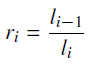 r_i = \frac{l_{i-1}}{l_i}